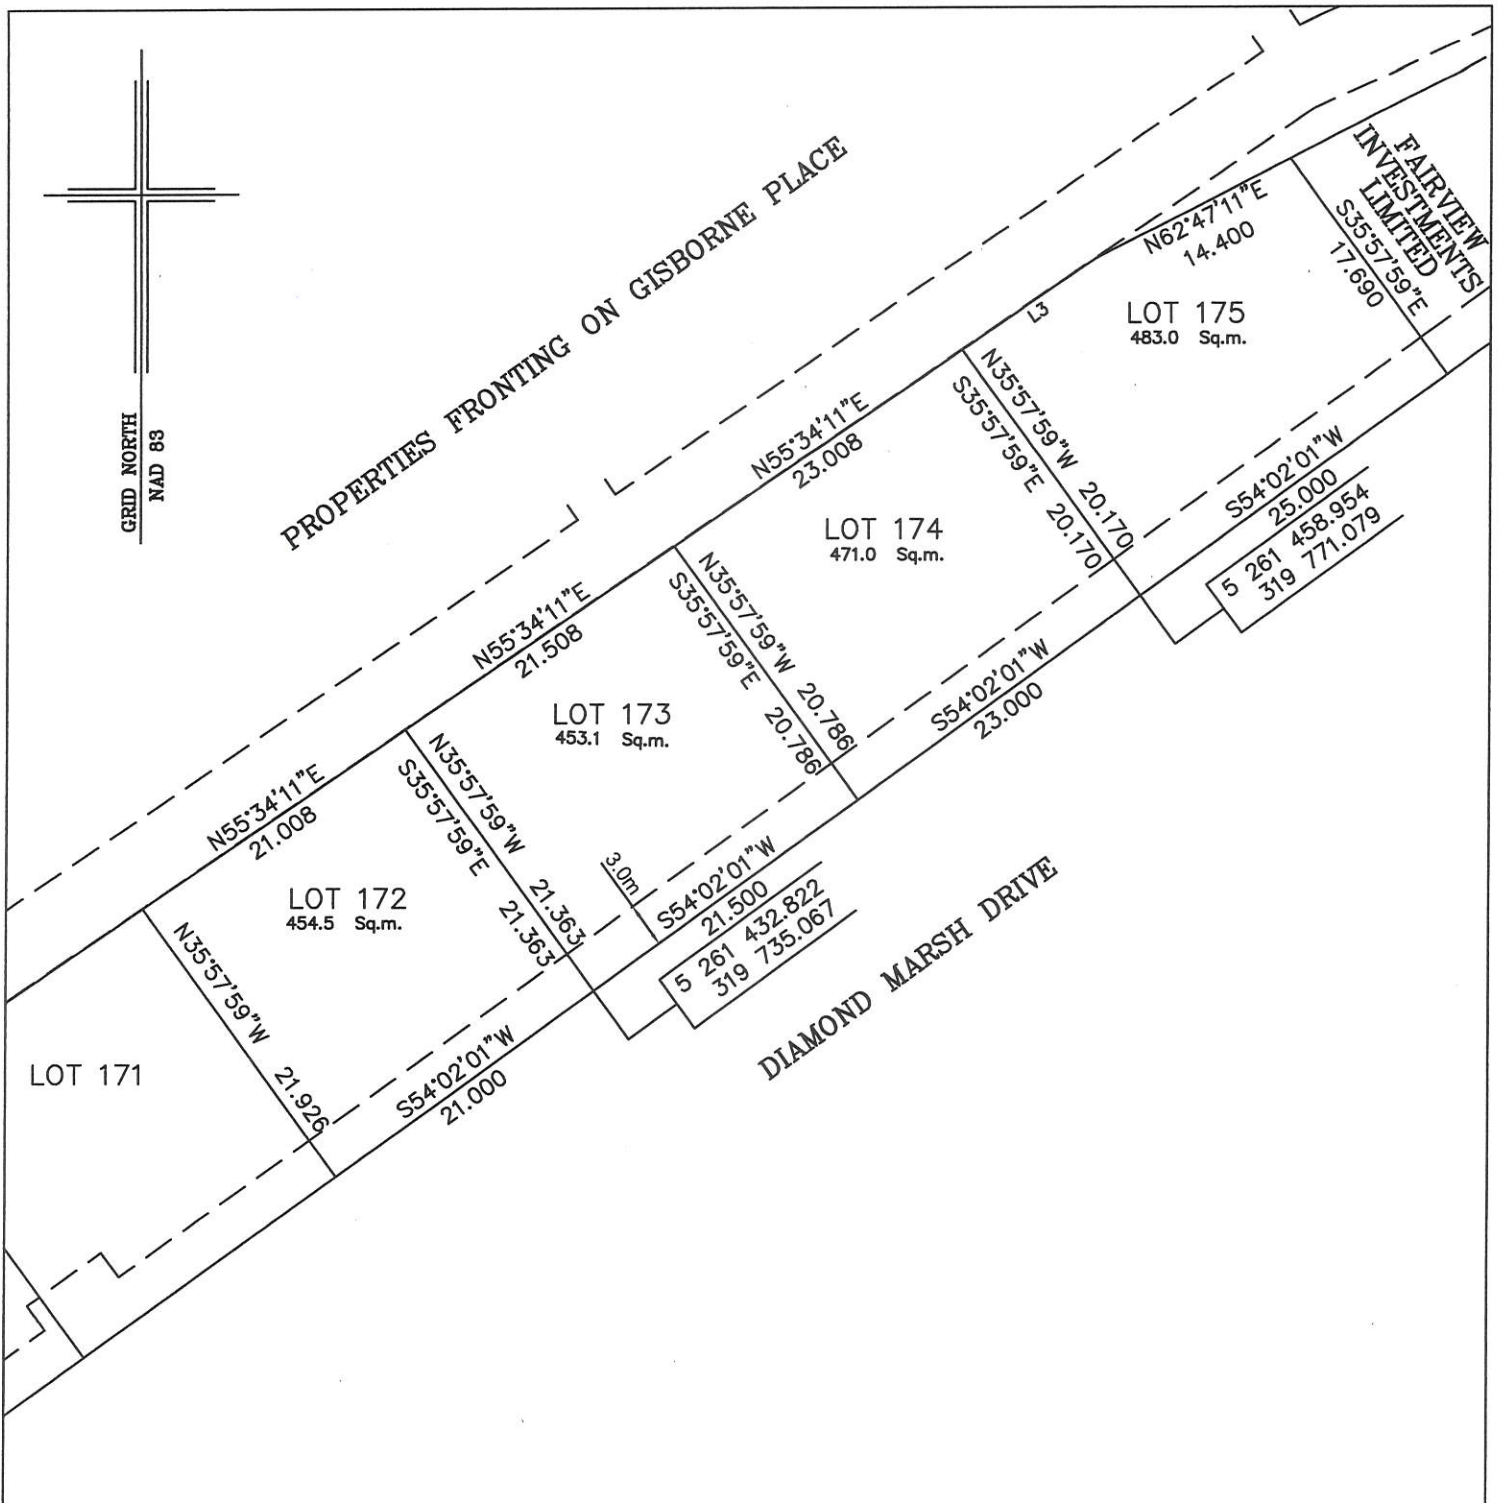 GRID NORTH
NAD 83
PROPERTIES FRONTING ON GISBORNE PLACE
FAIRVIEW
INVESTMENTS
LIMITED
N62°47'11"E
14.400
S35°57'59"E
17.690
L3
LOT 175
483.0 Sq.m.
N35°57'59"W 20.170
S35°57'59"E 20.170
S54°02'01"W
25.000
5 261 458.954
319 771.079
N55°34'11"E
23.008
LOT 174
471.0 Sq.m.
N35°57'59"W 20.786
S35°57'59"E 20.786
S54°02'01"W
23.000
N55°34'11"E
21.508
LOT 173
453.1 Sq.m.
N35°57'59"W 21.363
S35°57'59"E 21.363
3.0m
S54°02'01"W
21.500
5 261 432.822
319 735.067
DIAMOND MARSH DRIVE
N55°34'11"E
21.008
LOT 172
454.5 Sq.m.
N35°57'59"W 21.926
S54°02'01"W
21.000
LOT 171